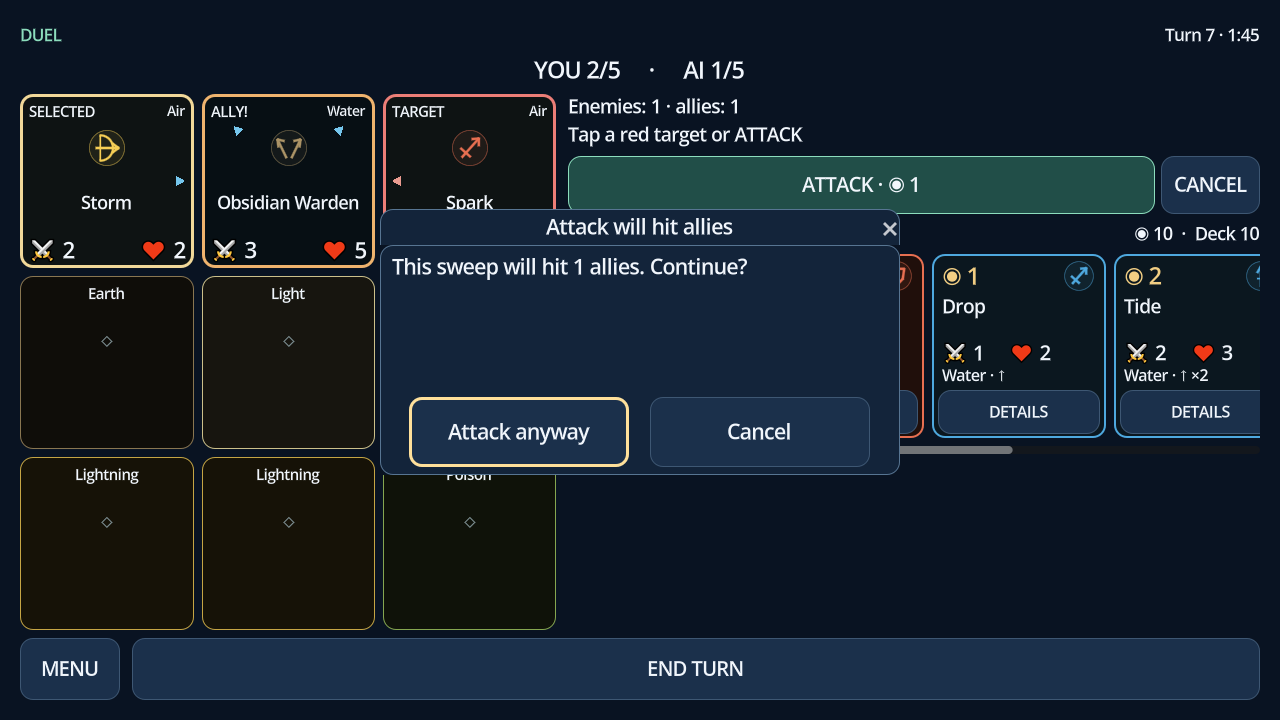 DUEL
Turn 7 · 1:45
YOU 2/5 · AI 1/5
SELECTED Air
Storm
2 2
ALLY! Water
Obsidian Warden
3 5
TARGET Air
Spark
Enemies: 1 · allies: 1
Tap a red target or ATTACK
ATTACK · ◉ 1
CANCEL
◉ 10 · Deck 10
Attack will hit allies ×
This sweep will hit 1 allies. Continue?
Attack anyway
Cancel
◉ 1
Drop
1 2
Water · ↑
DETAILS
◉ 2
Tide
2 3
Water · ↑ ×2
DETAILS
Earth
Light
Lightning
Lightning
Poison
MENU
END TURN